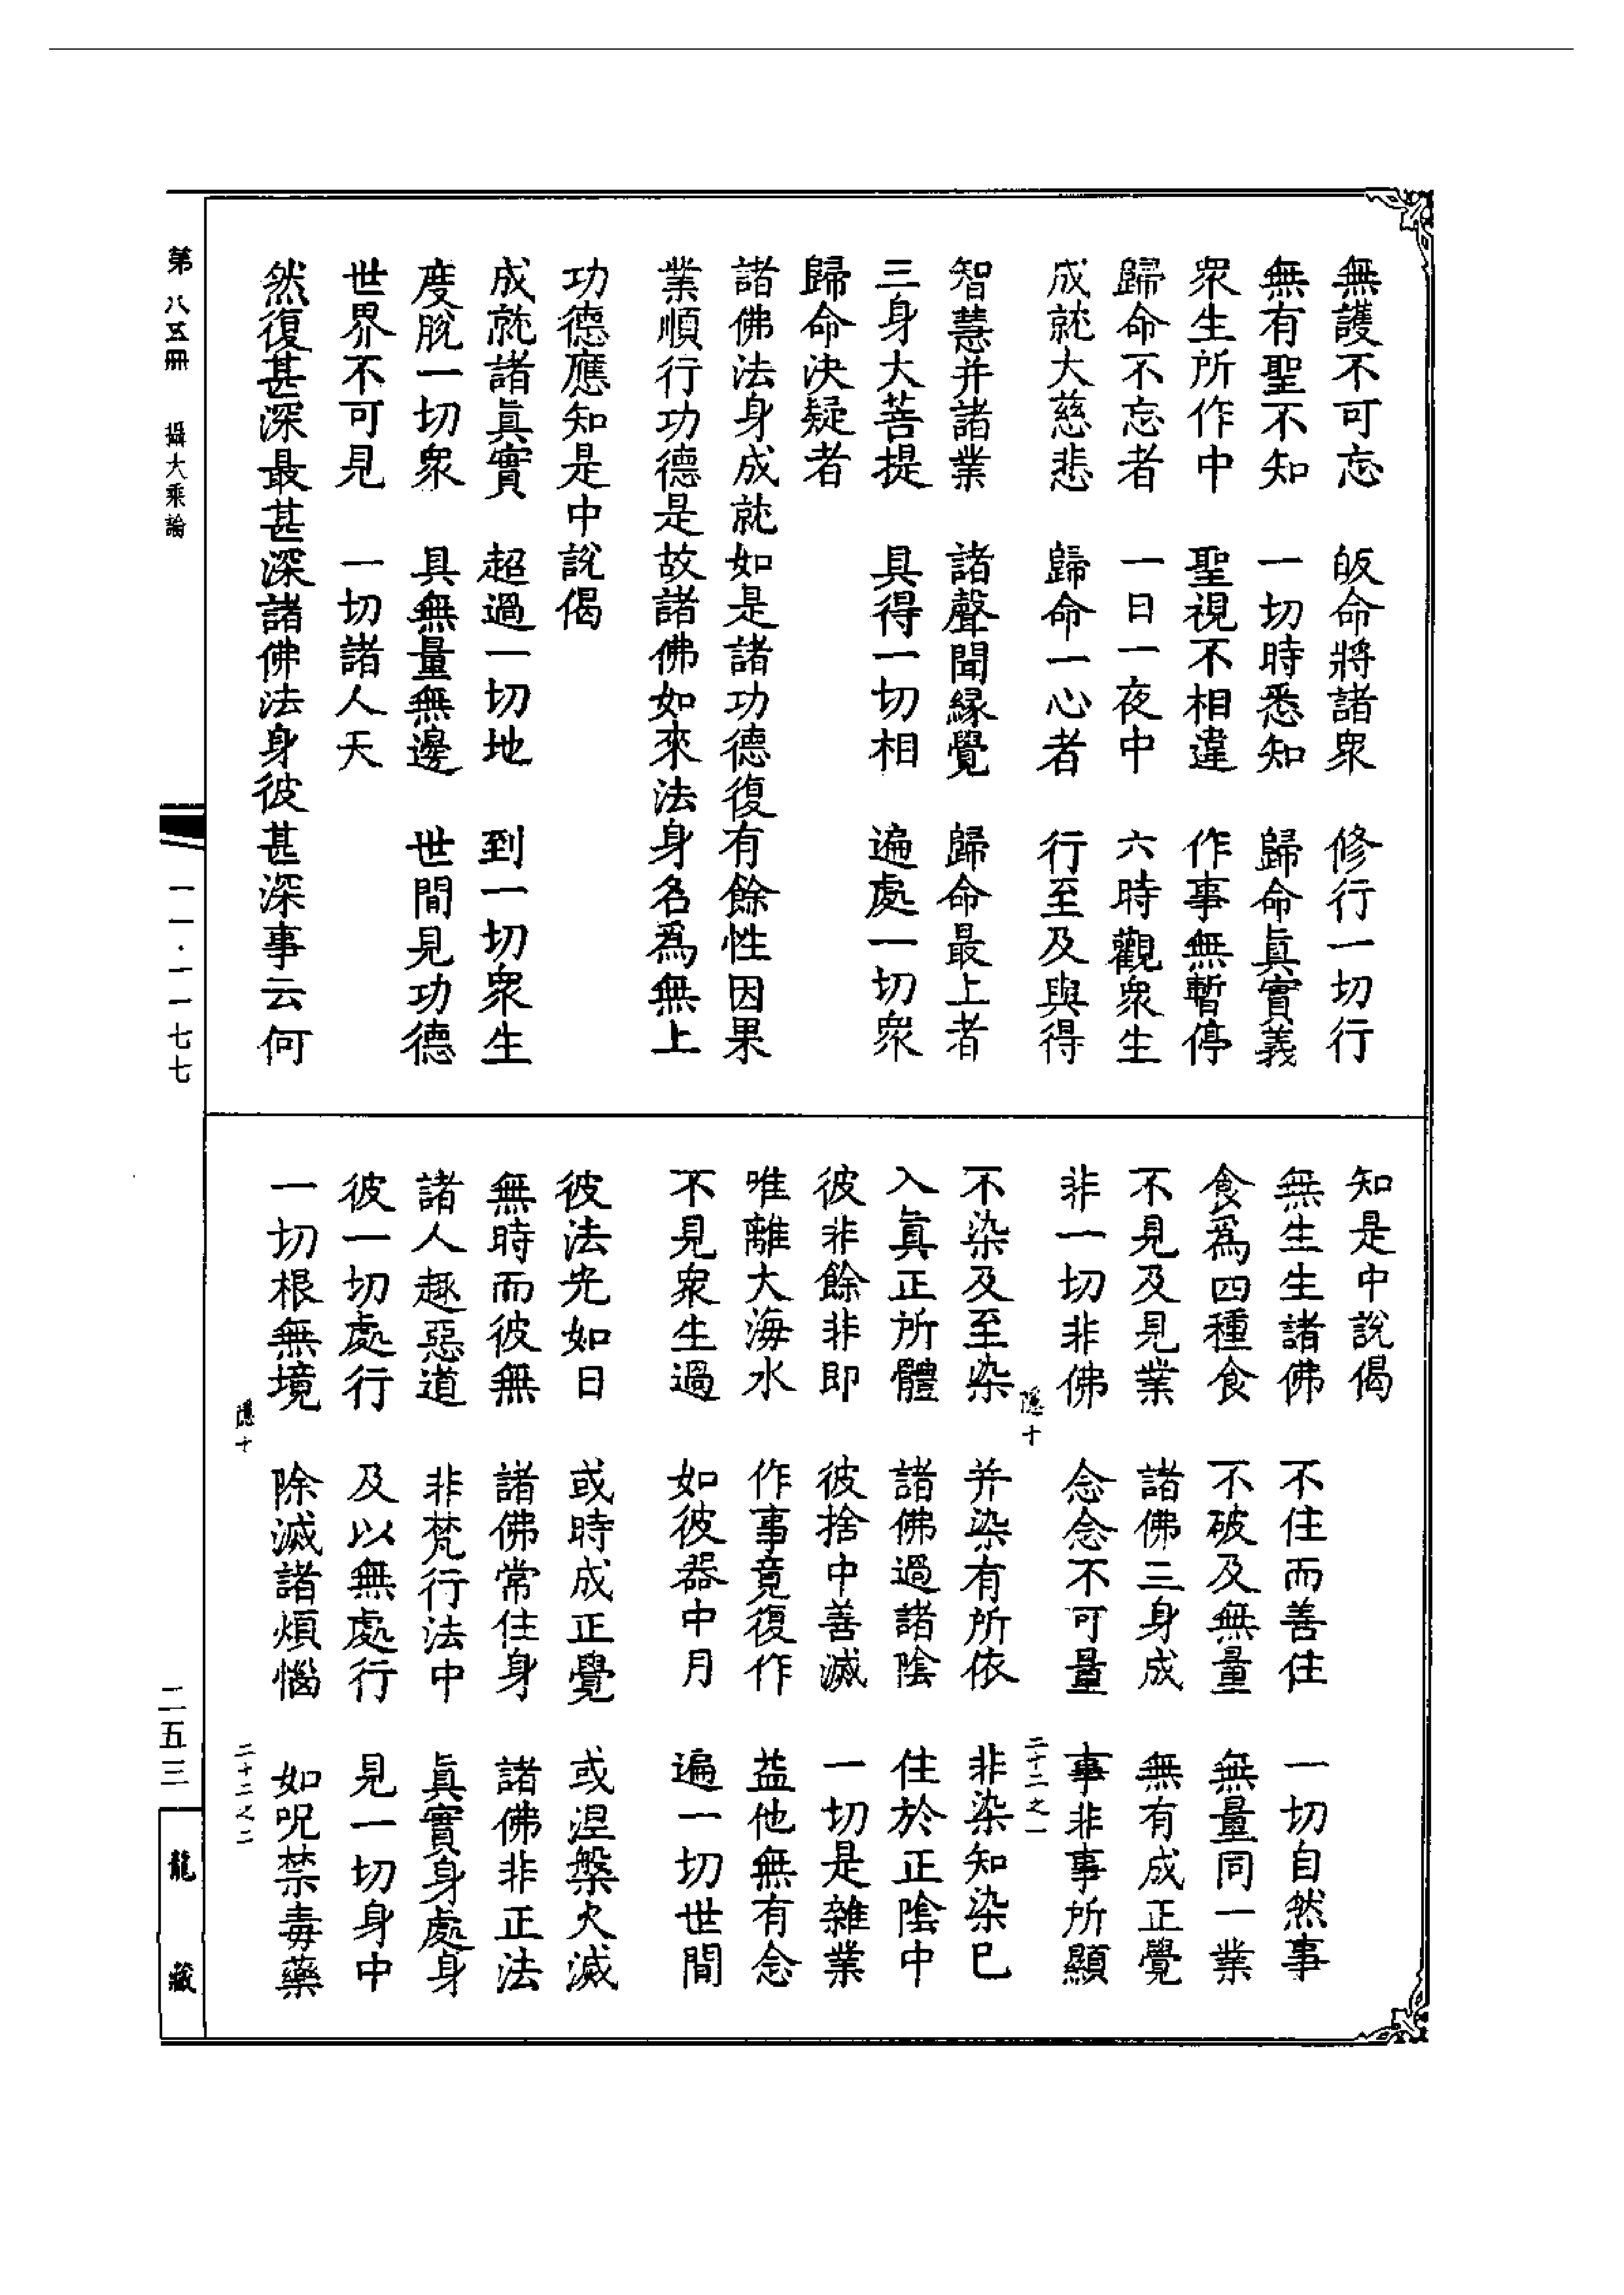 無護不可忘　皈命將諸衆　修行一切行
無有聖不知　一切時悉知　歸命眞實義
衆生所作中　聖視不相違　作事無暫停
歸命不忘者　一日一夜中　六時觀衆生
成就大慈悲　歸命一心者　行至及與得
智慧并諸業　諸聲聞緣覺　歸命最上者
三身大菩提　具得一切相　遍處一切衆
歸命決疑者
諸佛法身成就如是諸功德復有餘性因果
業順行功德是故諸佛如來法身名爲無上
功德應知是中說偈
成就諸眞實　超過一切地　到一切衆生
度脫一切衆　具無量無邊　世間見功德
世界不可見　一切諸人天
然復甚深最甚深諸佛法身彼甚深事云何
知是中說偈
無生生諸佛　不住而善住　一切自然事
食爲四種食　不破及無量　無量同一業
不見及見業　諸佛三身成　無有成正覺
非一切非佛　念念不可量　事非事所顯
隱十　二十二之一
不染及至染　并染有所依　非染知染已
入眞正所體　諸佛過諸陰　住於正陰中
彼非餘非即　彼捨中善滅　一切是雜業
唯離大海水　作事竟復作　益他無有念
不見衆生過　如彼器中月　遍一切世間
彼法光如日　或時成正覺　或涅槃火滅
無時而彼無　諸佛常住身　諸佛非正法
諸人趣惡道　非梵行法中　眞實身處身
彼一切處行　及以無處行　見一切身中
一切根無境　除滅諸煩惱　如呪禁毒藥
隱十　二十二之二
第八五冊　攝大乘論　一一·一一七七　二五三　龍藏